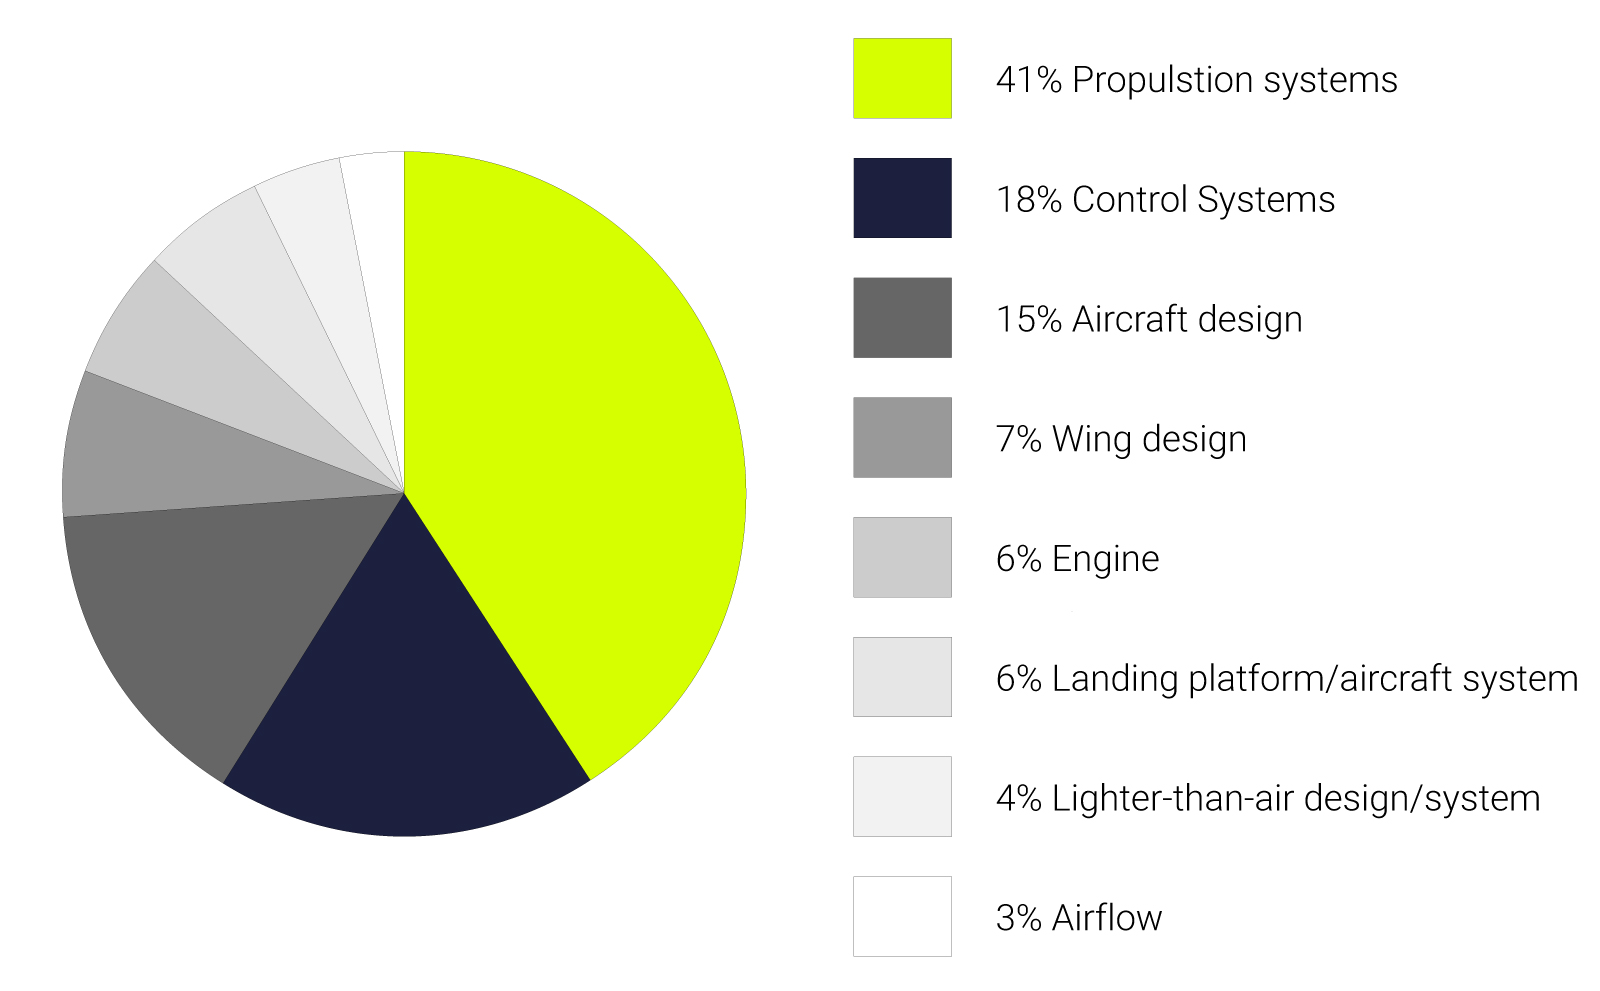 41% Propulstion systems
18% Control Systems
15% Aircraft design
7% Wing design
6% Engine
6% Landing platform/aircraft system
4% Lighter-than-air design/system
3% Airflow